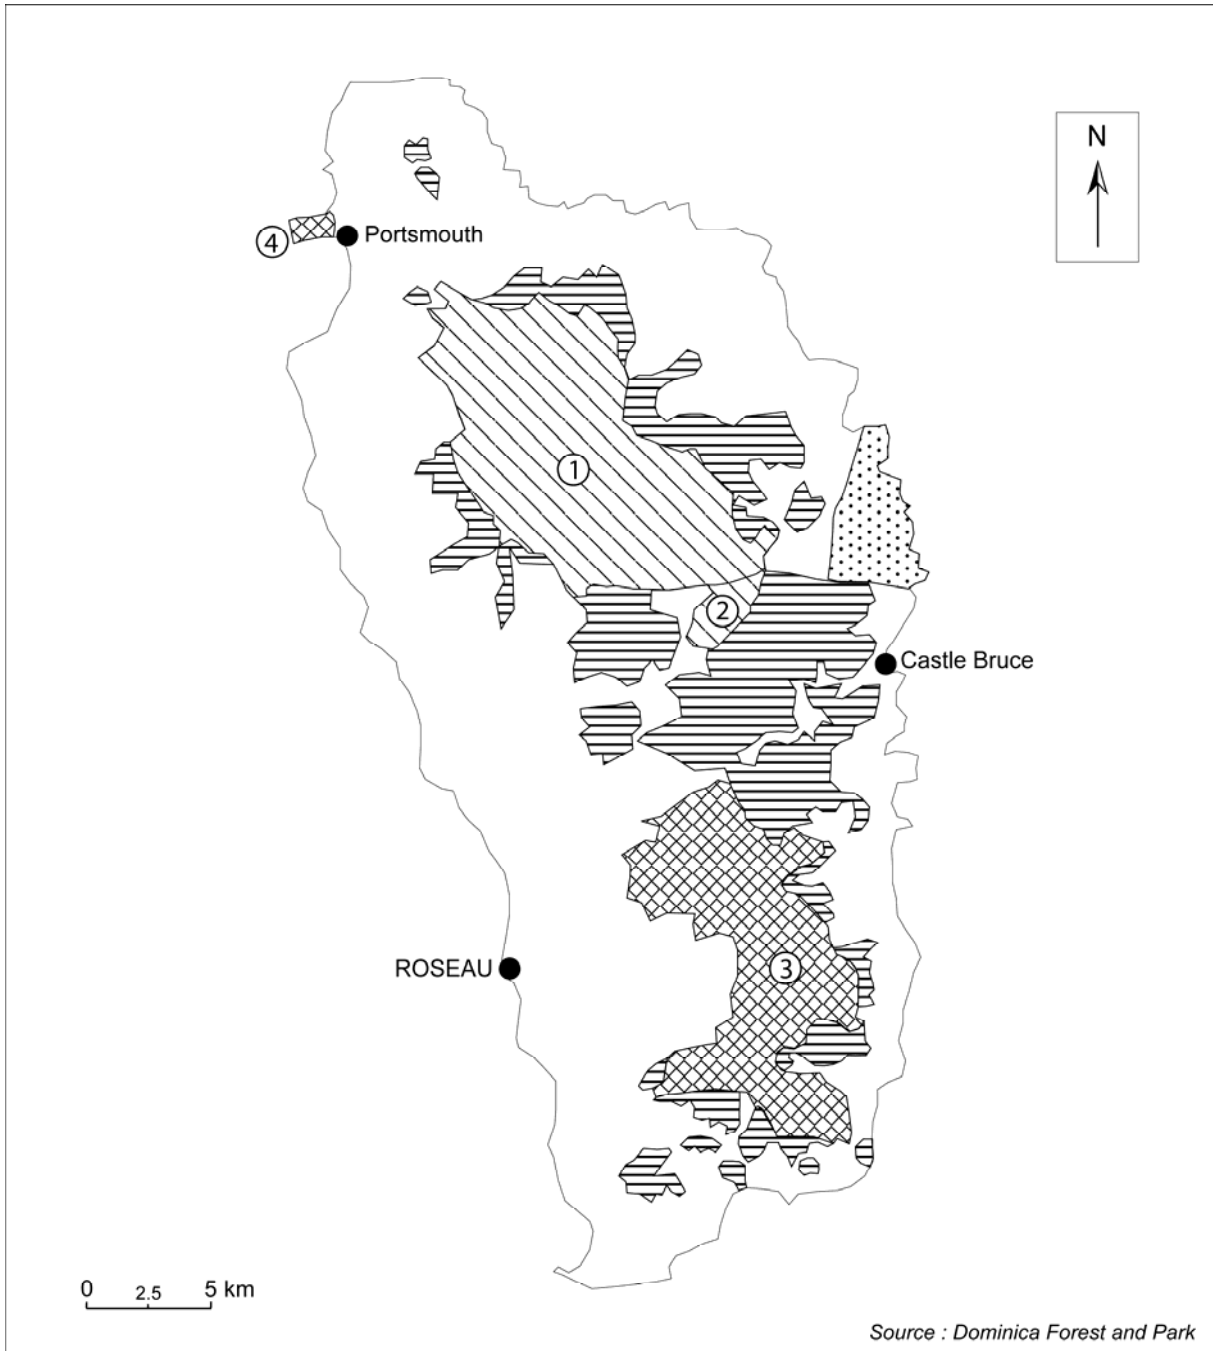 N
Portsmouth
4
1
2
Castle Bruce
3
ROSEAU
0 2.5 5 km
Source : Dominica Forest and Park